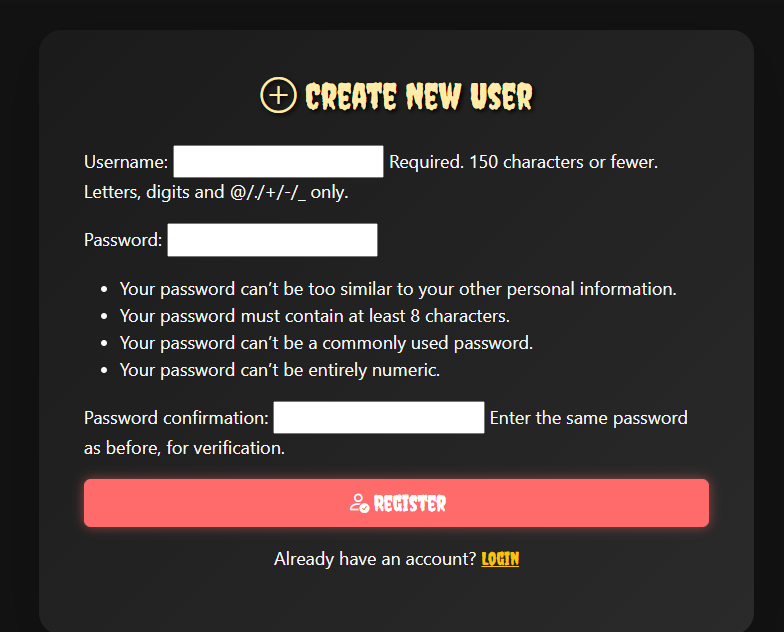 CREATE NEW USER
Username: Required. 150 characters or fewer.
Letters, digits and @/./+/-/_ only.
Password:
• Your password can’t be too similar to your other personal information.
• Your password must contain at least 8 characters.
• Your password can’t be a commonly used password.
• Your password can’t be entirely numeric.
Password confirmation: Enter the same password
as before, for verification.
REGISTER
Already have an account? LOGIN